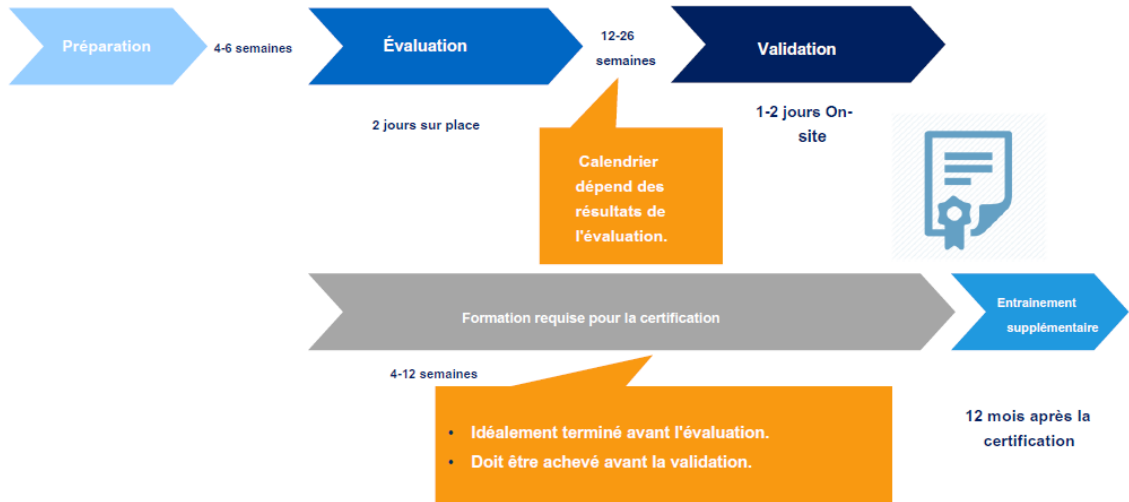 Préparation
4-6 semaines
Évaluation
12-26
semaines
Validation
2 jours sur place
1-2 jours On-
site
Calendrier
dépend des
résultats de
l'évaluation.
Formation requise pour la certification
Entrainement
supplémentaire
4-12 semaines
• Idéalement terminé avant l'évaluation.
• Doit être achevé avant la validation.
12 mois après la
certification